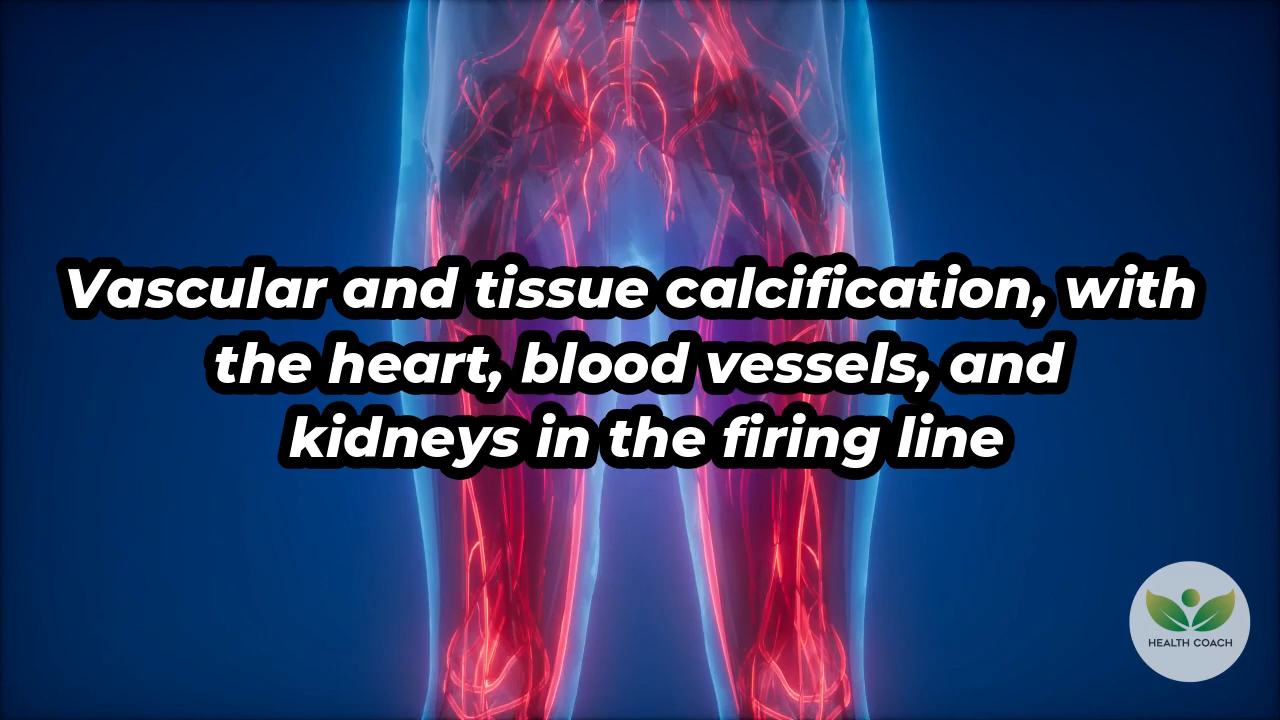 Vascular and tissue calcification, with
the heart, blood vessels, and
kidneys in the firing line
HEALTH COACH